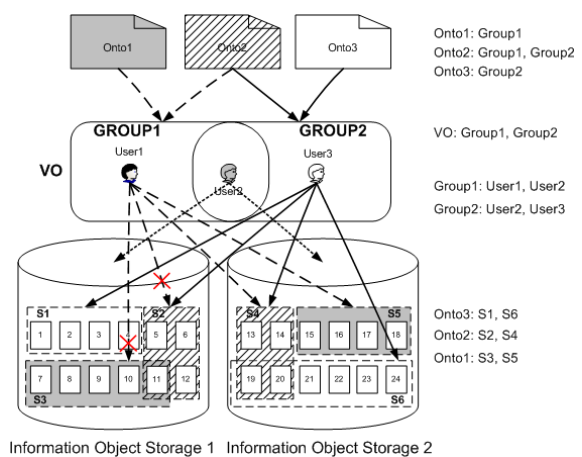 Onto1 Onto2 Onto3
Onto1: Group1
Onto2: Group1, Group2
Onto3: Group2
GROUP1 GROUP2
VO: Group1, Group2
VO
User1 User3
User2
Group1: User1, User2
Group2: User2, User3
S1 S2 S4 S5
Onto3: S1, S6
1 2 3 5 6 13 14 15 16 17 18
Onto2: S2, S4
Onto1: S3, S5
7 8 9 10 11 12 19 20 21 22 23 24
S3 S6
Information Object Storage 1 Information Object Storage 2